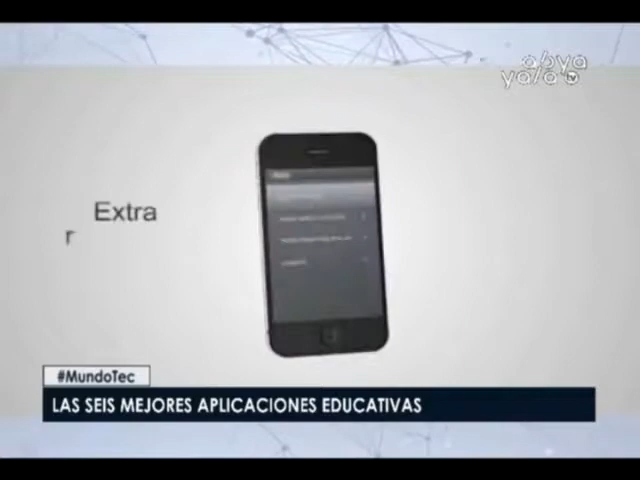 abya
yala tv
Extra
r
#MundoTec
LAS SEIS MEJORES APLICACIONES EDUCATIVAS